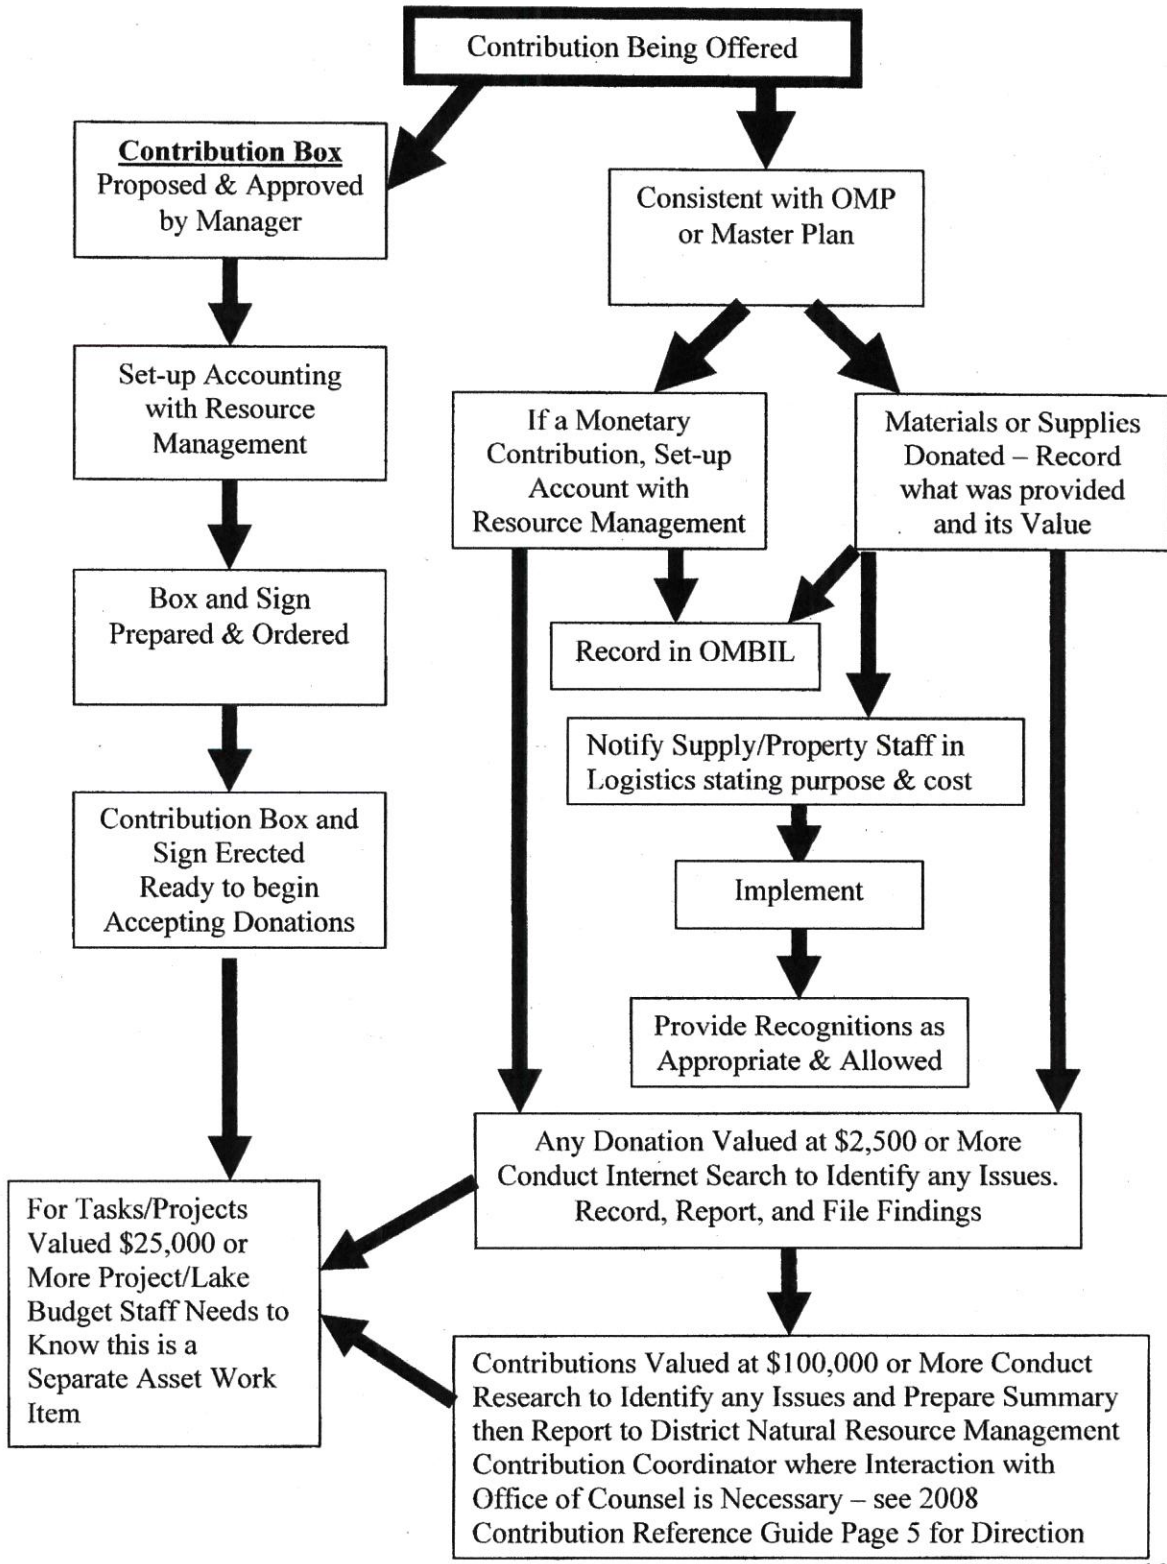 Contribution Being Offered
Contribution Box
Proposed & Approved
by Manager
Consistent with OMP
or Master Plan
Set-up Accounting
with Resource
Management
If a Monetary
Contribution, Set-up
Account with
Resource Management
Materials or Supplies
Donated – Record
what was provided
and its Value
Box and Sign
Prepared & Ordered
Record in OMBIL
Notify Supply/Property Staff in
Logistics stating purpose & cost
Contribution Box and
Sign Erected
Ready to begin
Accepting Donations
Implement
Provide Recognitions as
Appropriate & Allowed
Any Donation Valued at $2,500 or More
Conduct Internet Search to Identify any Issues.
Record, Report, and File Findings
For Tasks/Projects
Valued $25,000 or
More Project/Lake
Budget Staff Needs to
Know this is a
Separate Asset Work
Item
Contributions Valued at $100,000 or More Conduct
Research to Identify any Issues and Prepare Summary
then Report to District Natural Resource Management
Contribution Coordinator where Interaction with
Office of Counsel is Necessary – see 2008
Contribution Reference Guide Page 5 for Direction